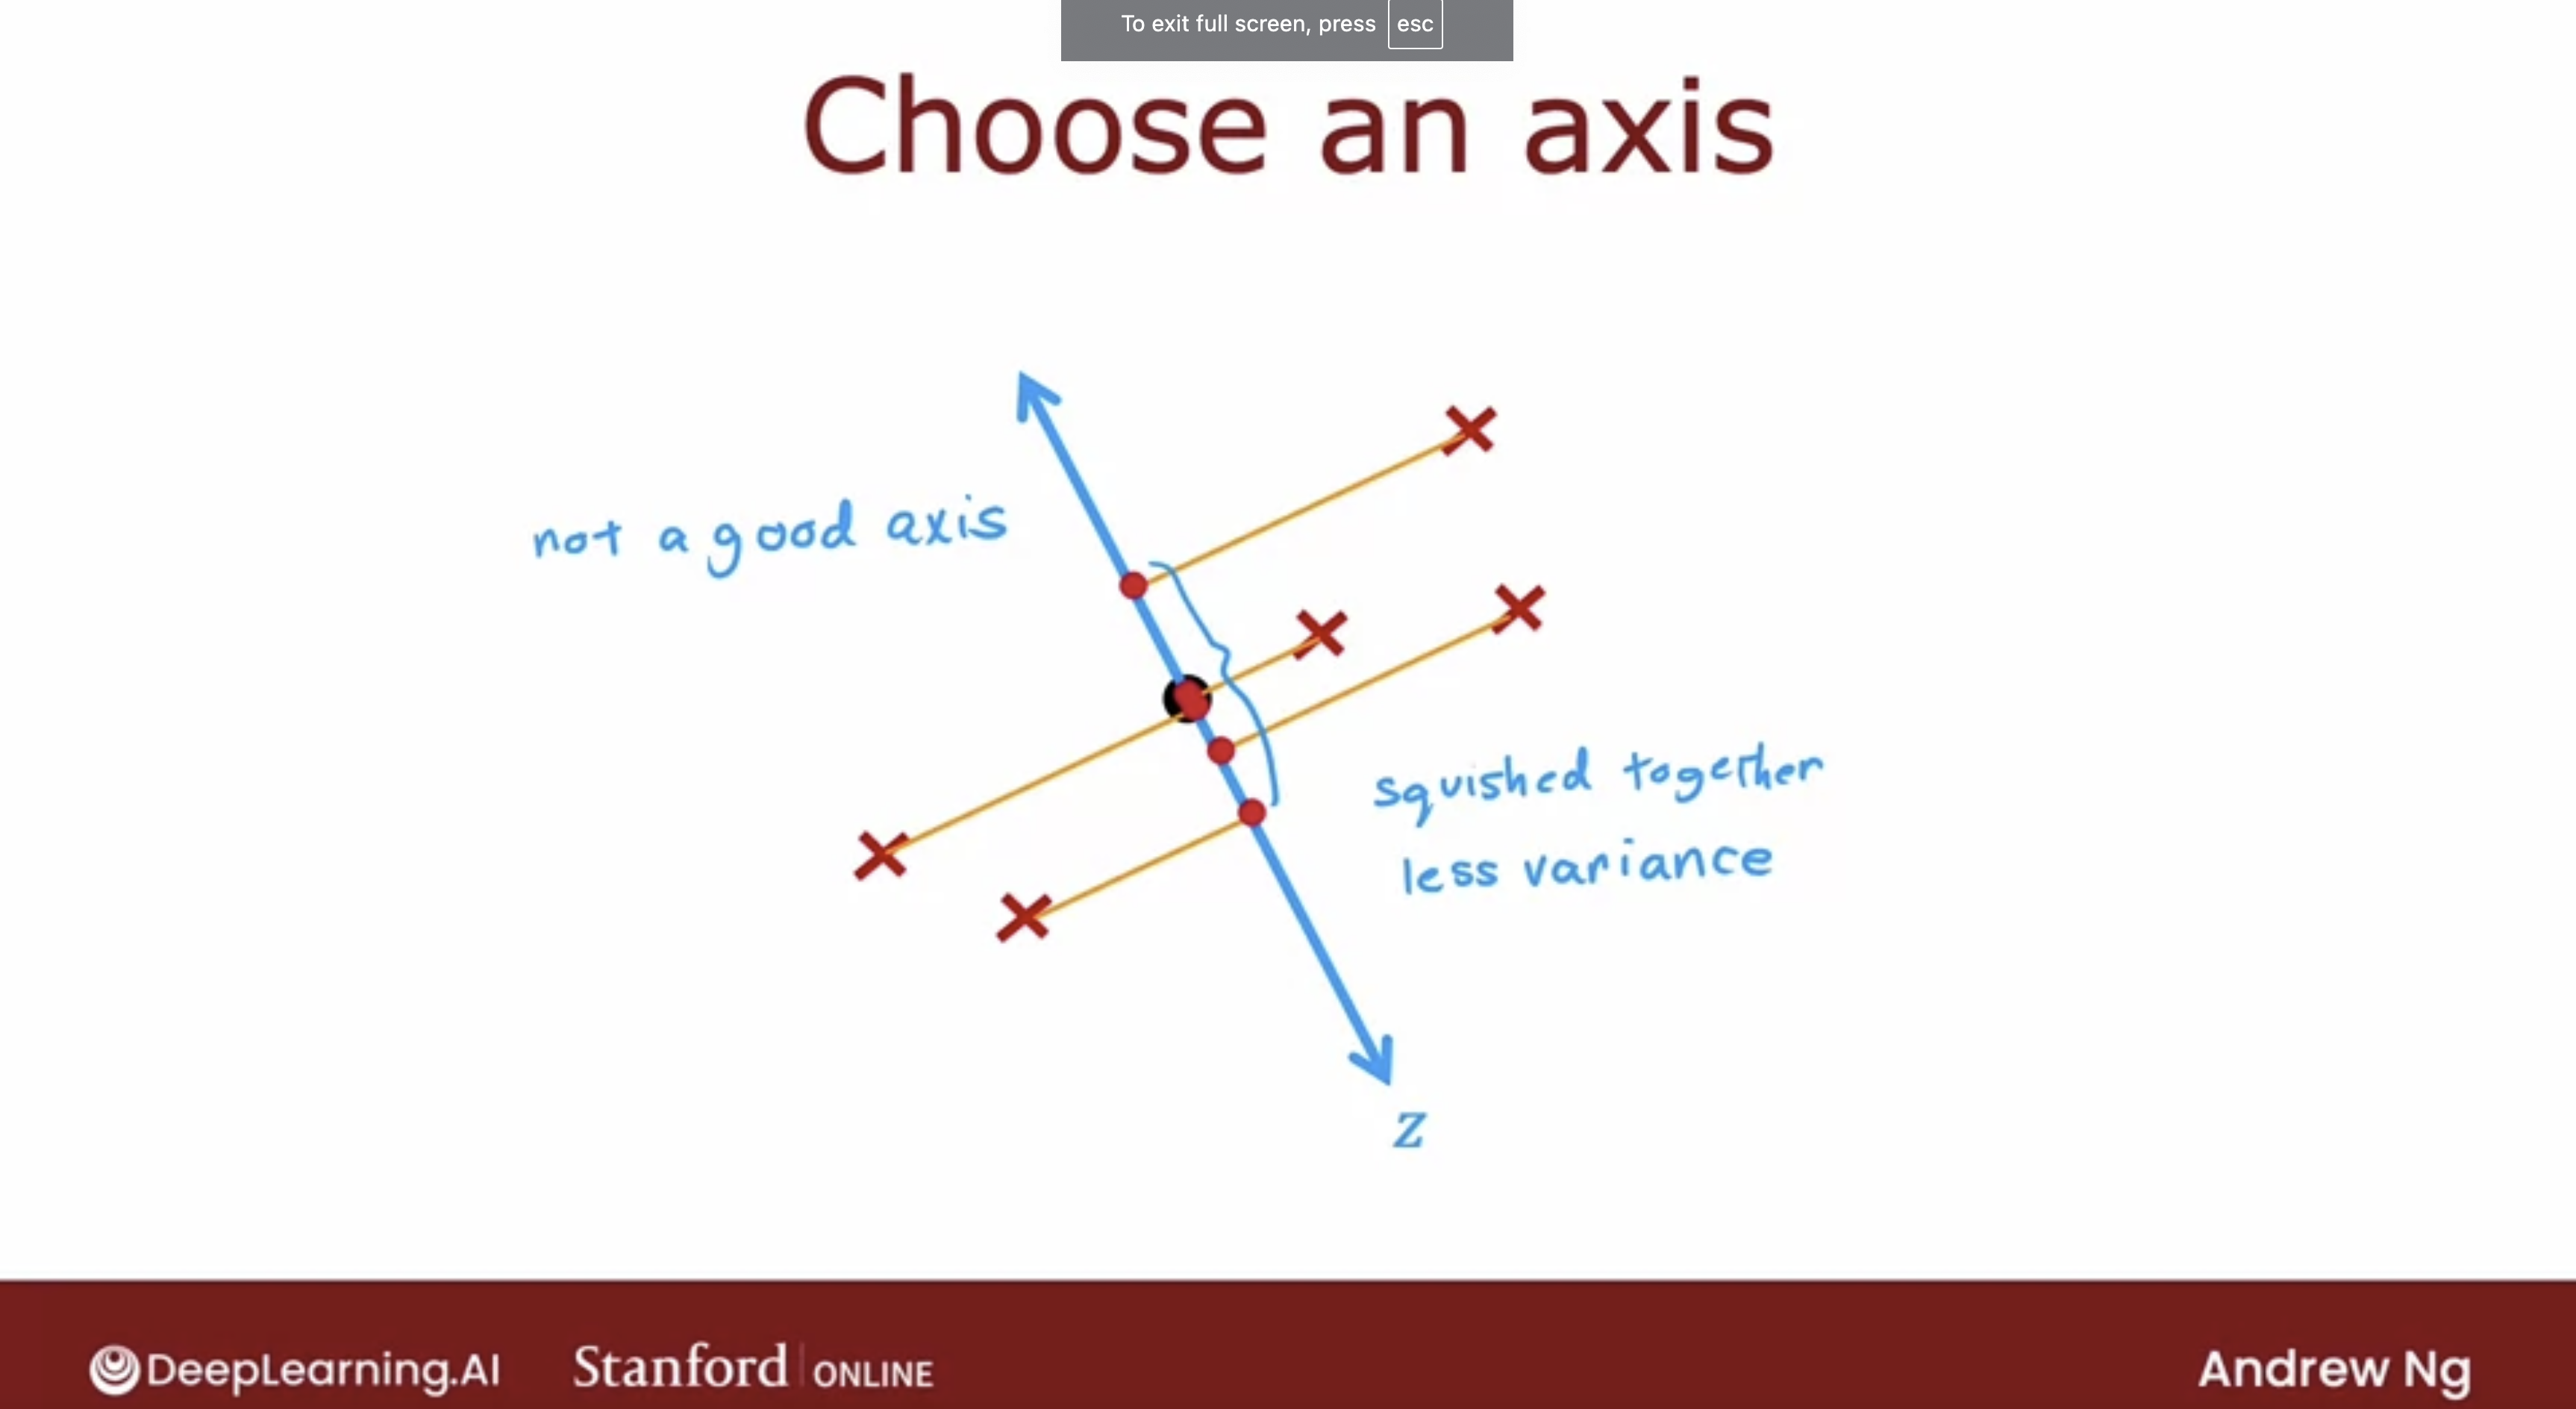 To exit full screen, press esc
Choose an axis
not a good axis
squished together
less variance
z
DeepLearning.AI Stanford ONLINE Andrew Ng